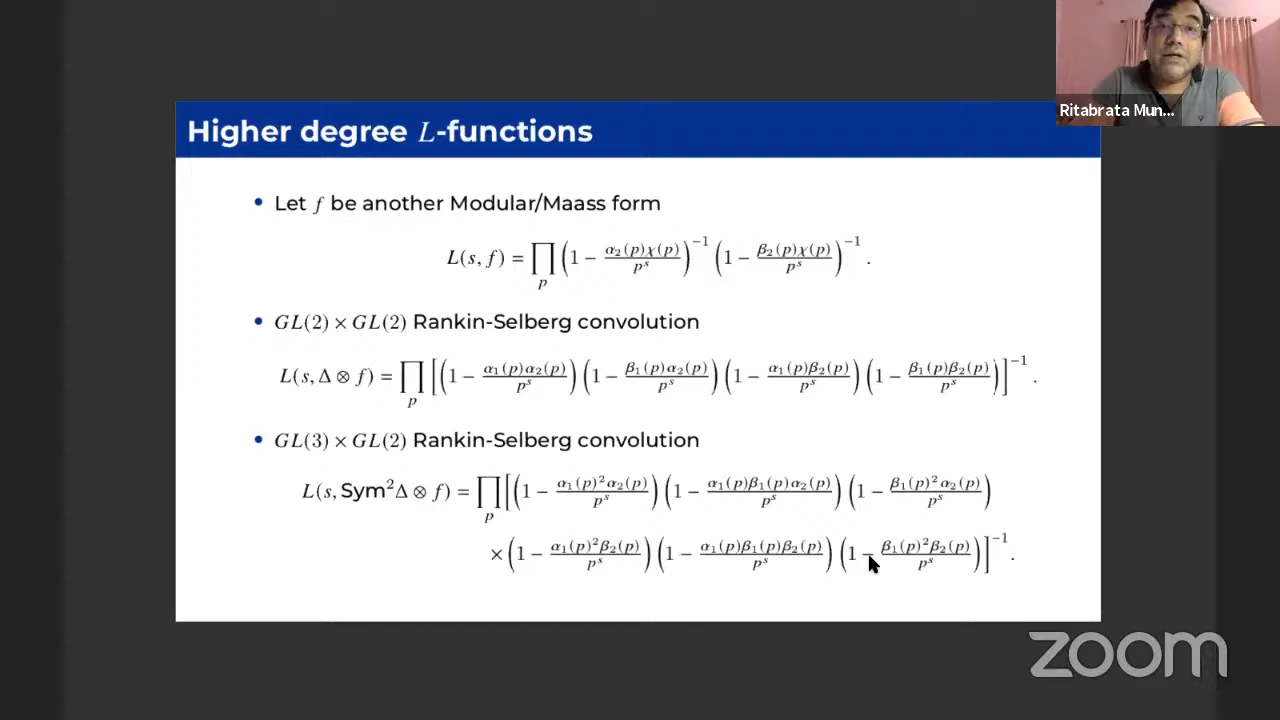 Ritabrata Mun...
Higher degree L-functions
• Let f be another Modular/Maass form
L(s, f) = ∏_p (1 − α₂(p)χ(p)/p^s)^−1 (1 − β₂(p)χ(p)/p^s)^−1 .
• GL(2) × GL(2) Rankin-Selberg convolution
L(s, Δ ⊗ f) = ∏_p [(1 − α₁(p)α₂(p)/p^s) (1 − β₁(p)α₂(p)/p^s) (1 − α₁(p)β₂(p)/p^s) (1 − β₁(p)β₂(p)/p^s)]^−1 .
• GL(3) × GL(2) Rankin-Selberg convolution
L(s, Sym²Δ ⊗ f) = ∏_p [(1 − α₁(p)²α₂(p)/p^s) (1 − α₁(p)β₁(p)α₂(p)/p^s) (1 − β₁(p)²α₂(p)/p^s)
× (1 − α₁(p)²β₂(p)/p^s) (1 − α₁(p)β₁(p)β₂(p)/p^s) (1 − β₁(p)²β₂(p)/p^s)]^−1.
zoom